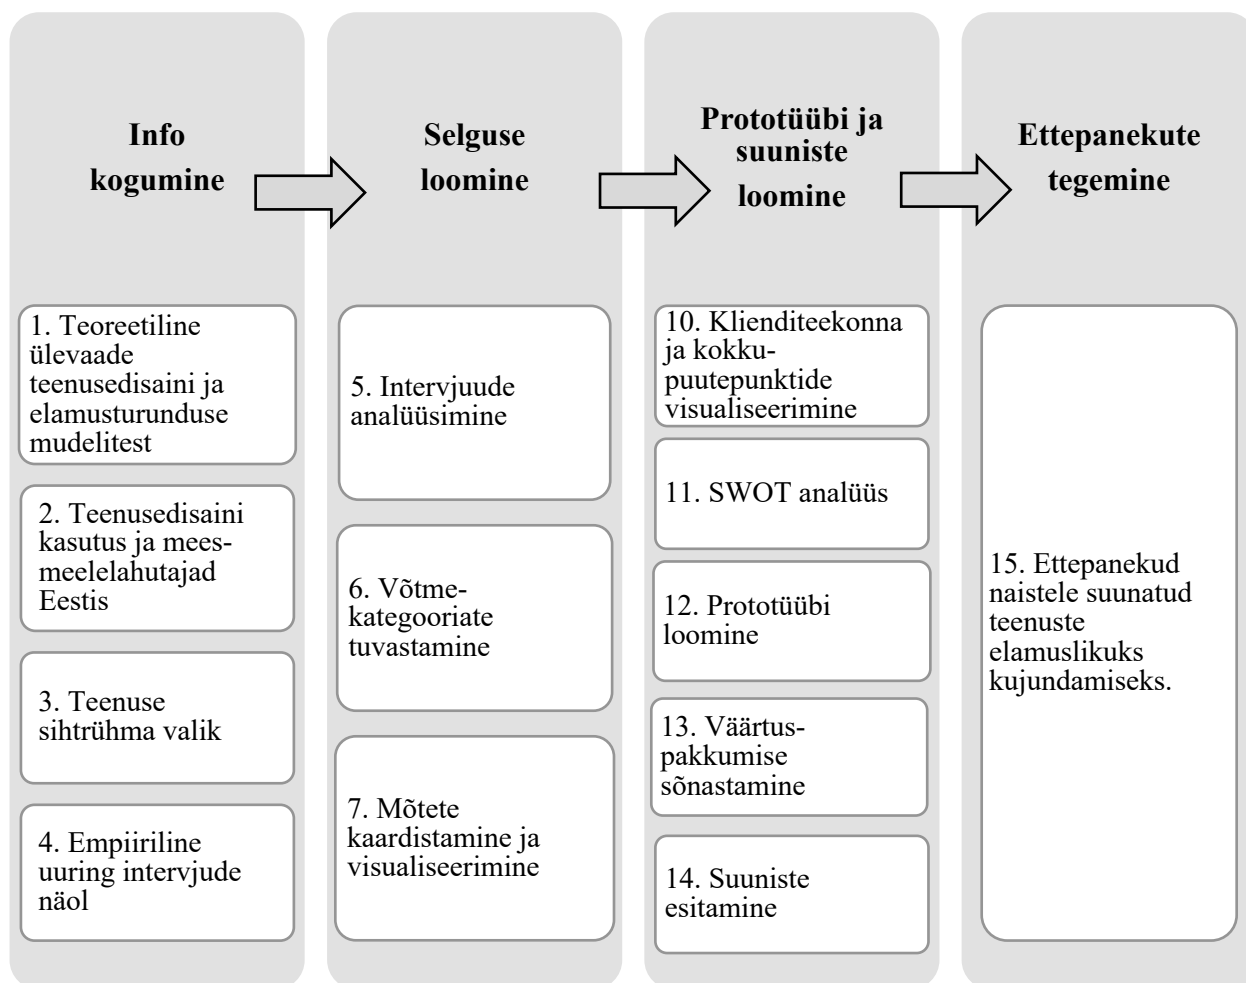 Info
kogumine
1. Teoreetiline
ülevaade
teenusedisaini ja
elamusturunduse
mudelitest
2. Teenusedisaini
kasutus ja mees-
meelelahutajad
Eestis
3. Teenuse
sihtrühma valik
4. Empiiriline
uuring intervjude
näol
Selguse
loomine
5. Intervjuude
analüüsimine
6. Võtme-
kategooriate
tuvastamine
7. Mõtete
kaardistamine ja
visualiseerimine
Prototüübi ja
suuniste
loomine
10. Klienditeekonna
ja kokku-
puutepunktide
visualiseerimine
11. SWOT analüüs
12. Prototüübi
loomine
13. Väärtus-
pakkumise
sõnastamine
14. Suuniste
esitamine
Ettepanekute
tegemine
15. Ettepanekud
naistele suunatud
teenuste
elamuslikuks
kujundamiseks.